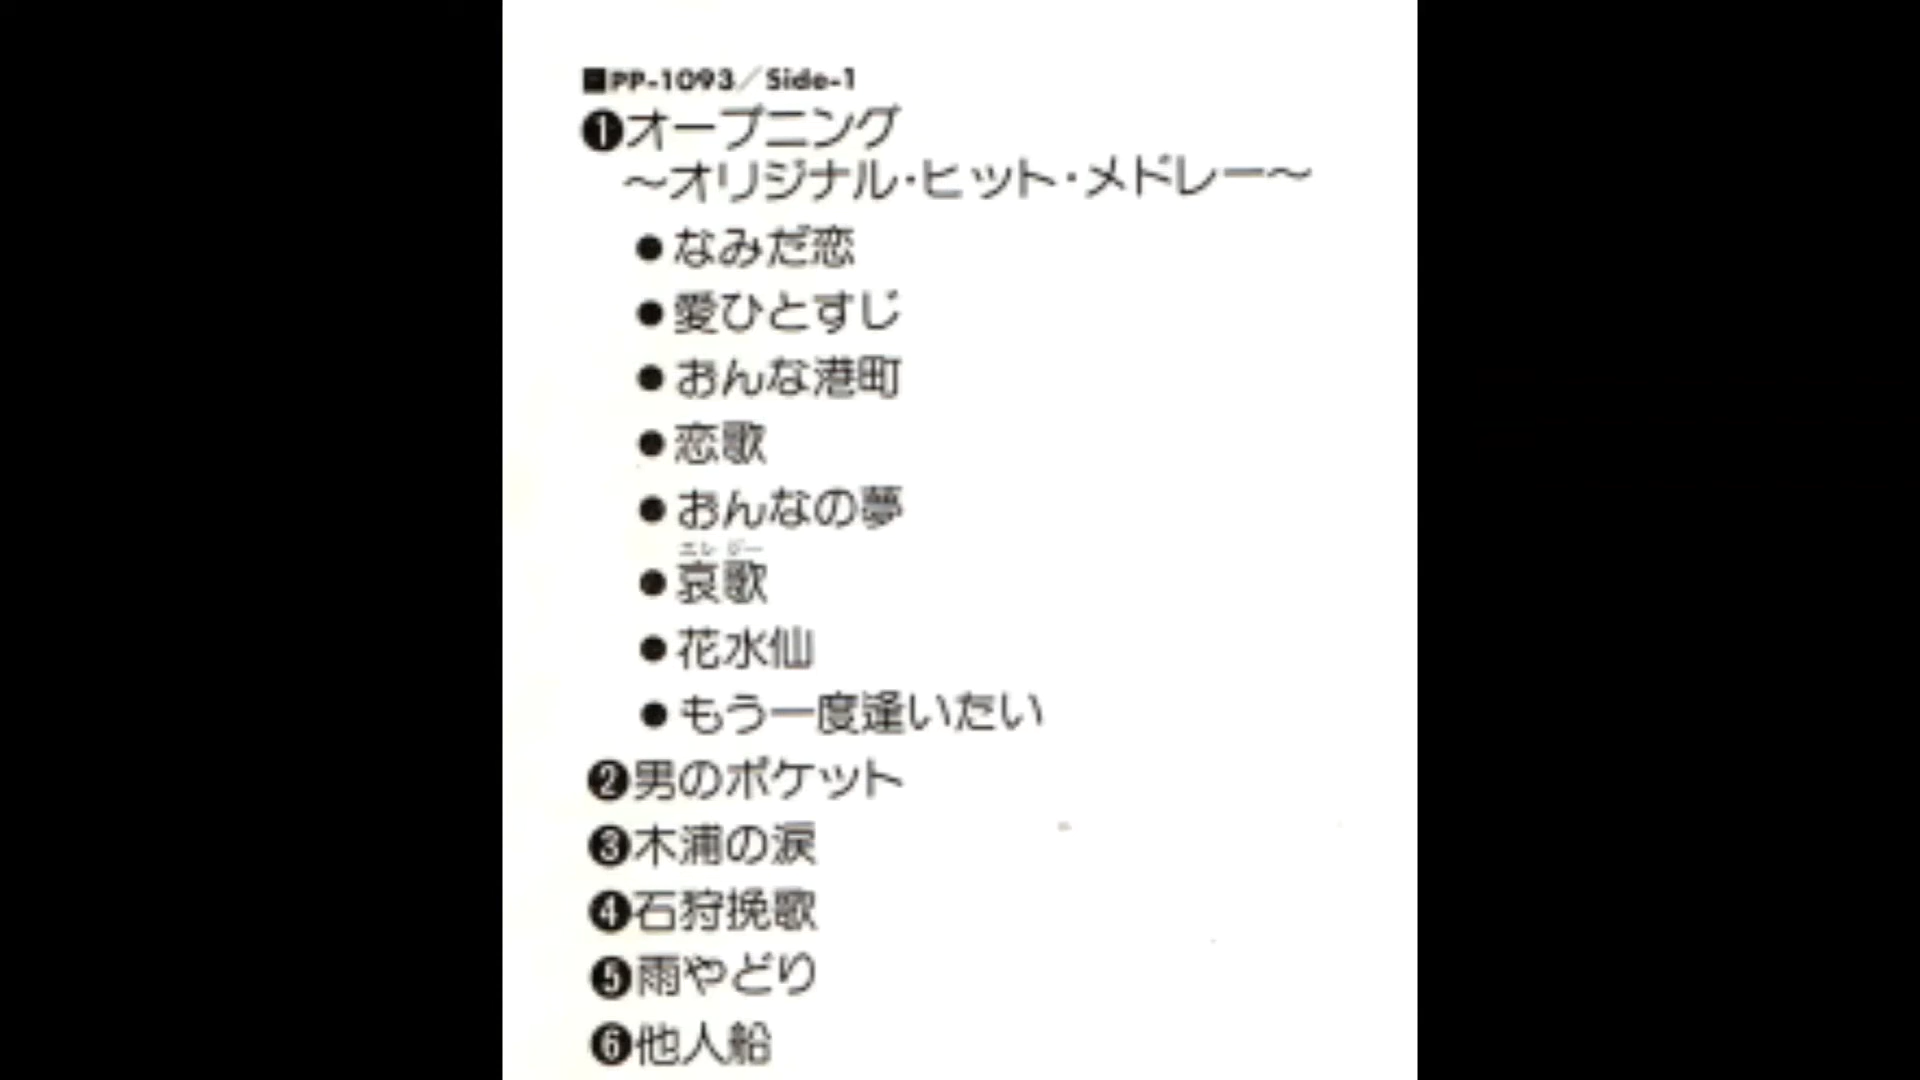 ■PP-1093／Side-1
❶オープニング
〜オリジナル・ヒット・メドレー〜
●なみだ恋
●愛ひとすじ
●おんな港町
●恋歌
●おんなの夢
エレジー
●哀歌
●花水仙
●もう一度逢いたい
❷男のポケット
❸木浦の涙
❹石狩挽歌
❺雨やどり
❻他人船